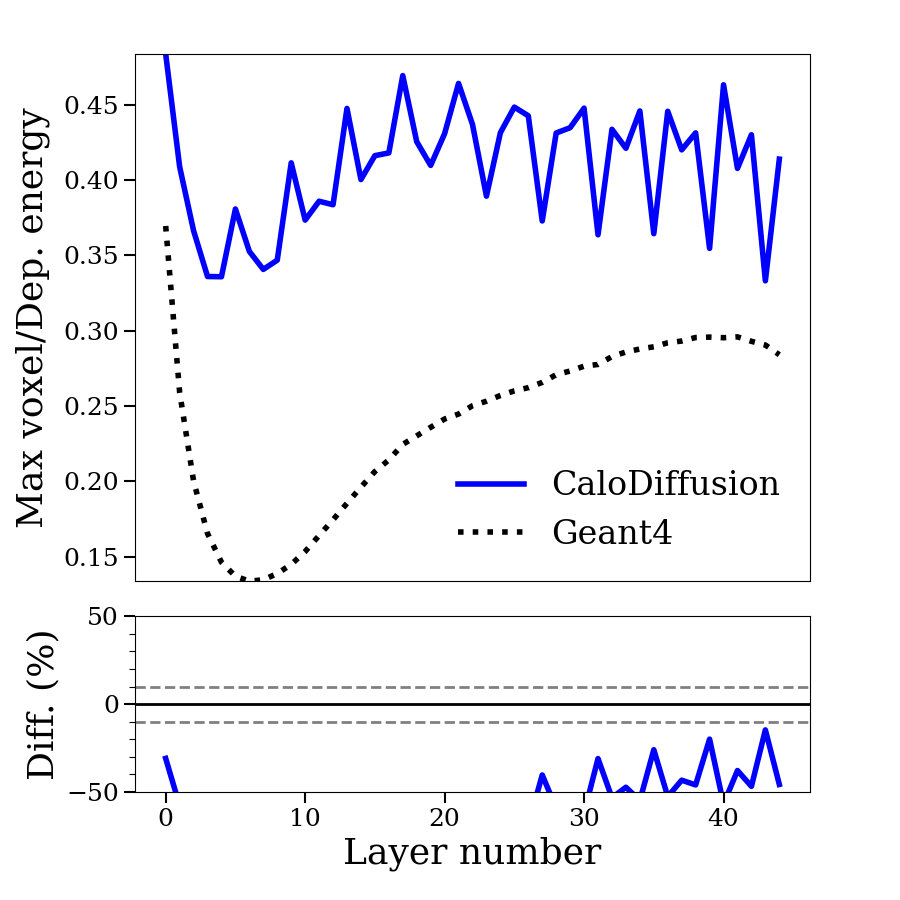 Max voxel/Dep. energy
0.45
0.40
0.35
0.30
0.25
0.20
0.15
CaloDiffusion
Geant4
Diff. (%)
50
0
−50
0 10 20 30 40
Layer number